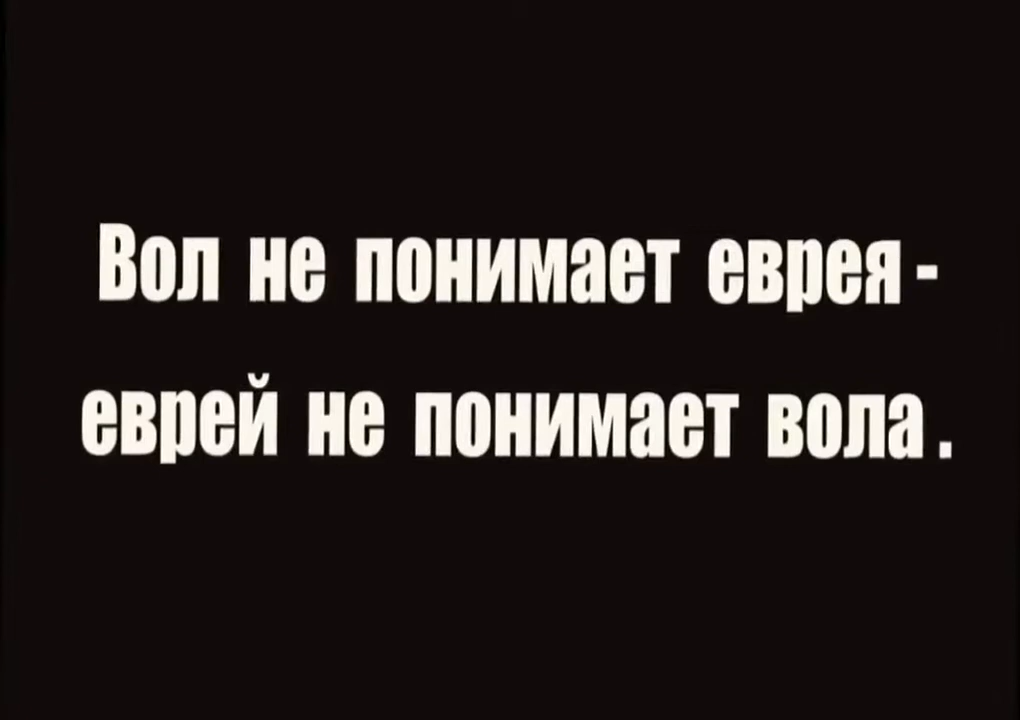 Вол не понимает еврея -
еврей не понимает вола .